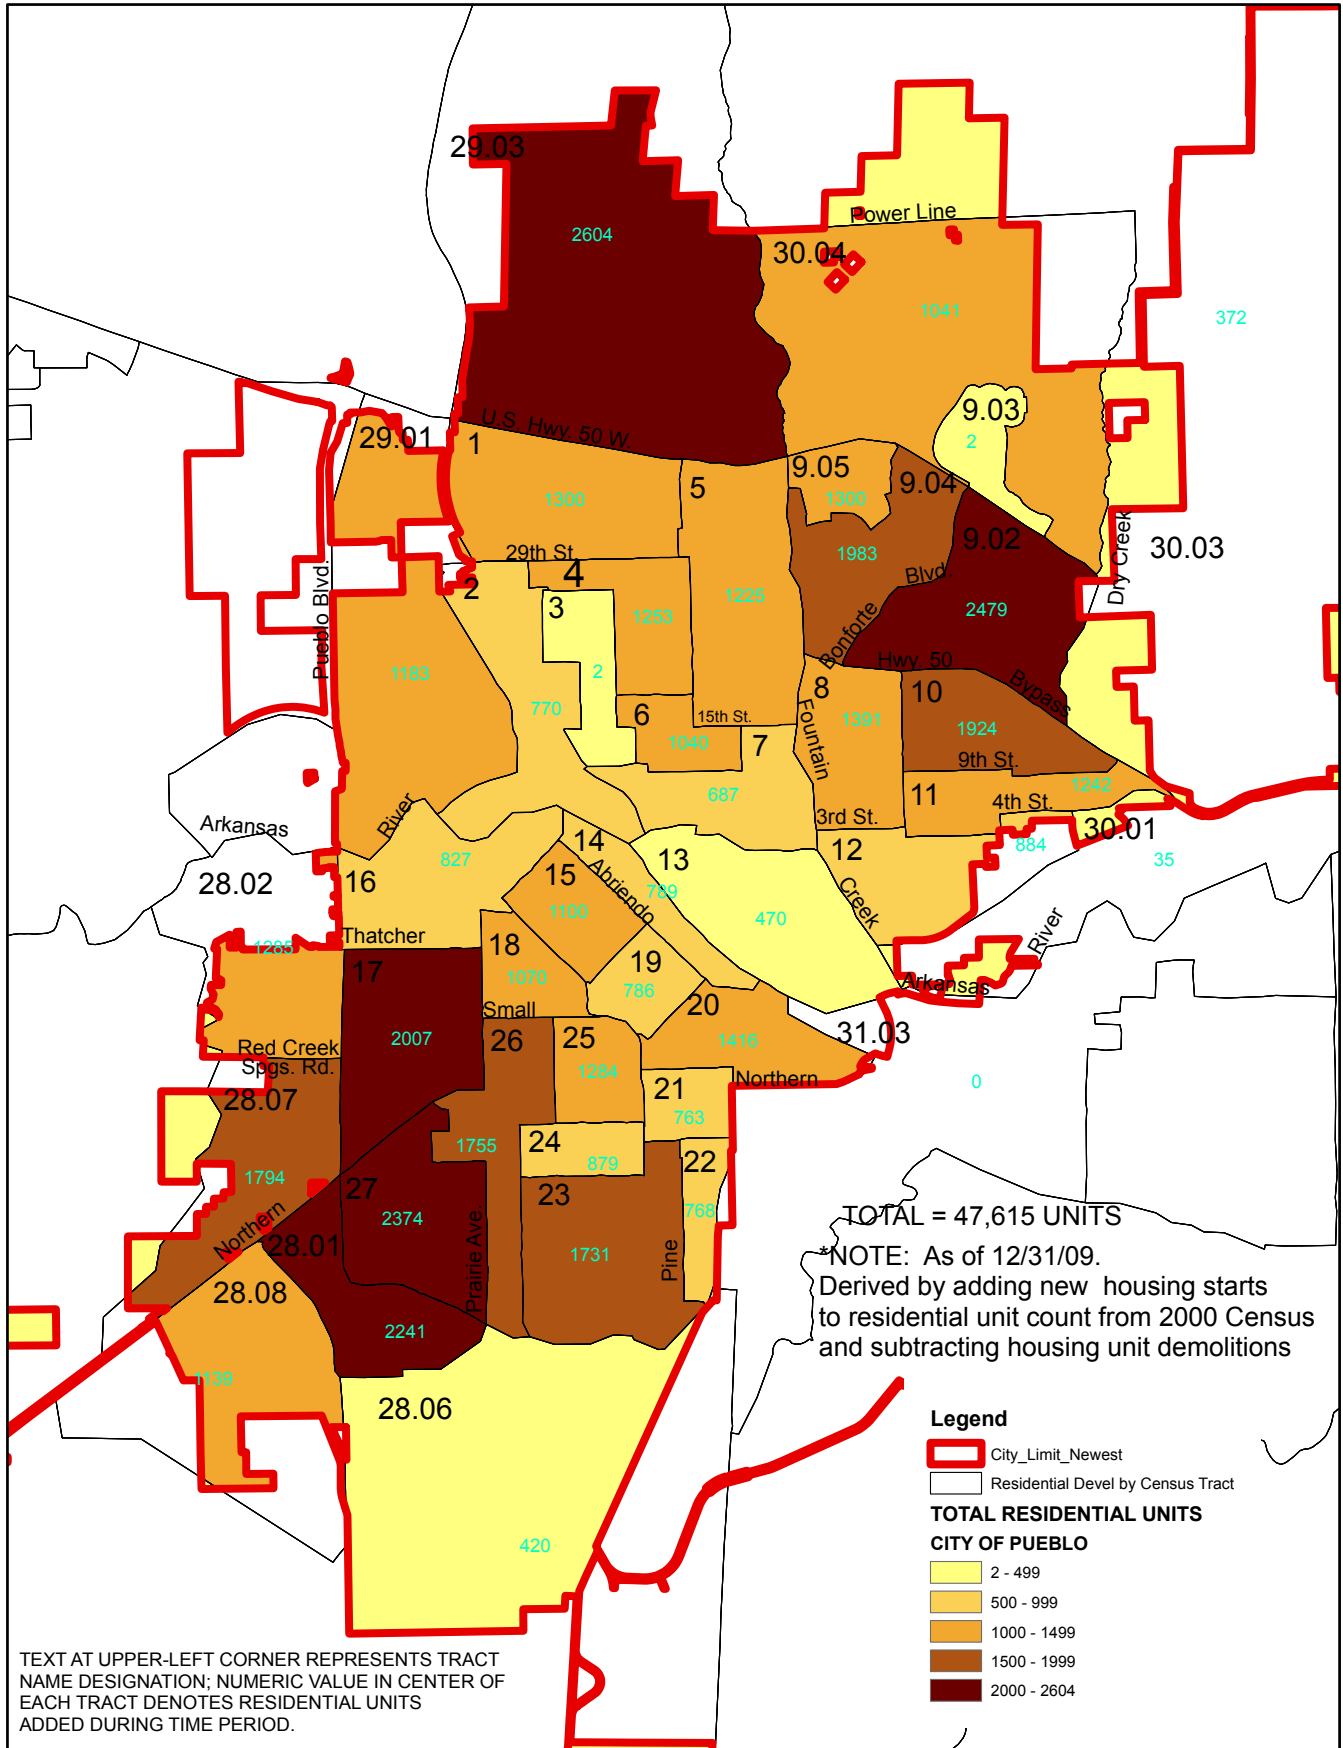 29.03
2604
Power Line
30.04
1041
372
9.03
2
29.01
1
U.S. Hwy. 50 W.
5
9.05
9.04
1300
1300
29th St.
4
1983
9.02
Dry Creek
30.03
2
3
1253
1225
Blvd.
2479
Pueblo Blvd.
1183
2
Bonforte
Hwy. 50
Bypass
770
6
15th St.
7
8
1391
10
1924
1040
Fountain
9th St.
687
11
1242
4th St.
3rd St.
River
Arkansas
827
14
13
12
884
30.01
35
28.02
16
15
Abriendo
789
Creek
1100
470
River
1285
Thatcher
17
18
1070
19
786
20
Arkansas
Small
2007
26
25
1416
31.03
Red Creek
Spgs. Rd.
1284
Northern
0
28.07
21
763
1755
24
879
22
1794
27
23
768
2374
Northern
28.01
Prairie Ave.
1731
Pine
28.08
2241
1139
28.06
420
TOTAL = 47,615 UNITS
*NOTE: As of 12/31/09.
Derived by adding new housing starts
to residential unit count from 2000 Census
and subtracting housing unit demolitions
Legend
City_Limit_Newest
Residential Devel by Census Tract
TOTAL RESIDENTIAL UNITS
CITY OF PUEBLO
2 - 499
500 - 999
1000 - 1499
1500 - 1999
2000 - 2604
TEXT AT UPPER-LEFT CORNER REPRESENTS TRACT
NAME DESIGNATION; NUMERIC VALUE IN CENTER OF
EACH TRACT DENOTES RESIDENTIAL UNITS
ADDED DURING TIME PERIOD.